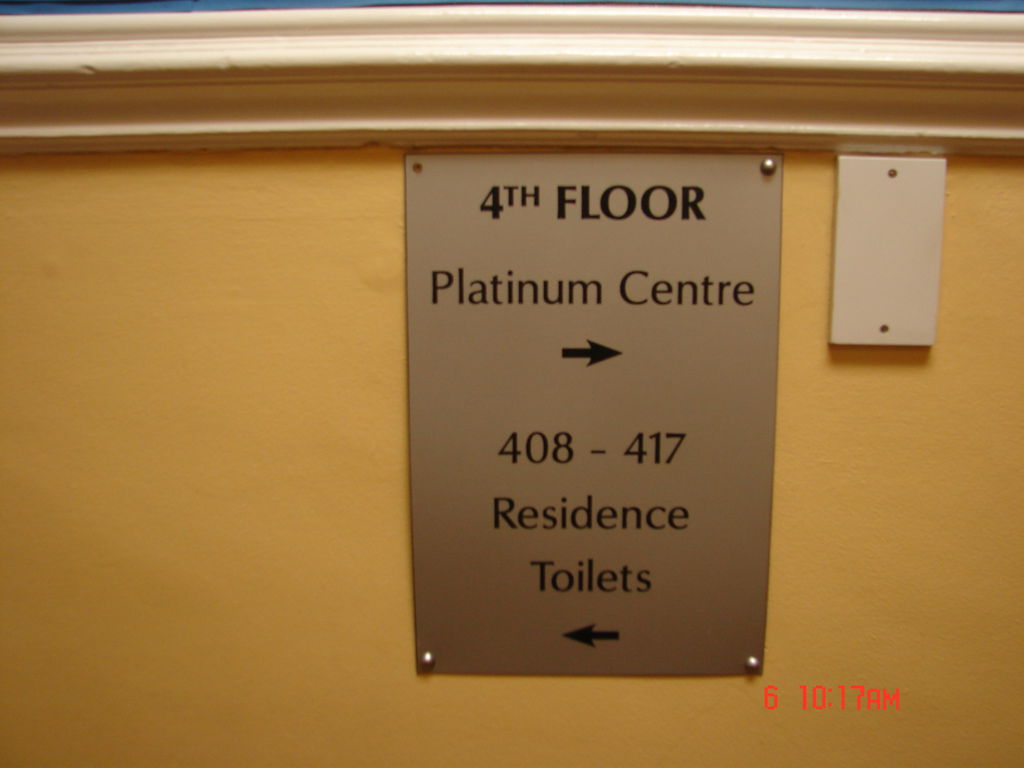 4TH FLOOR
Platinum Centre
408 - 417
Residence
Toilets
6 10:17AM